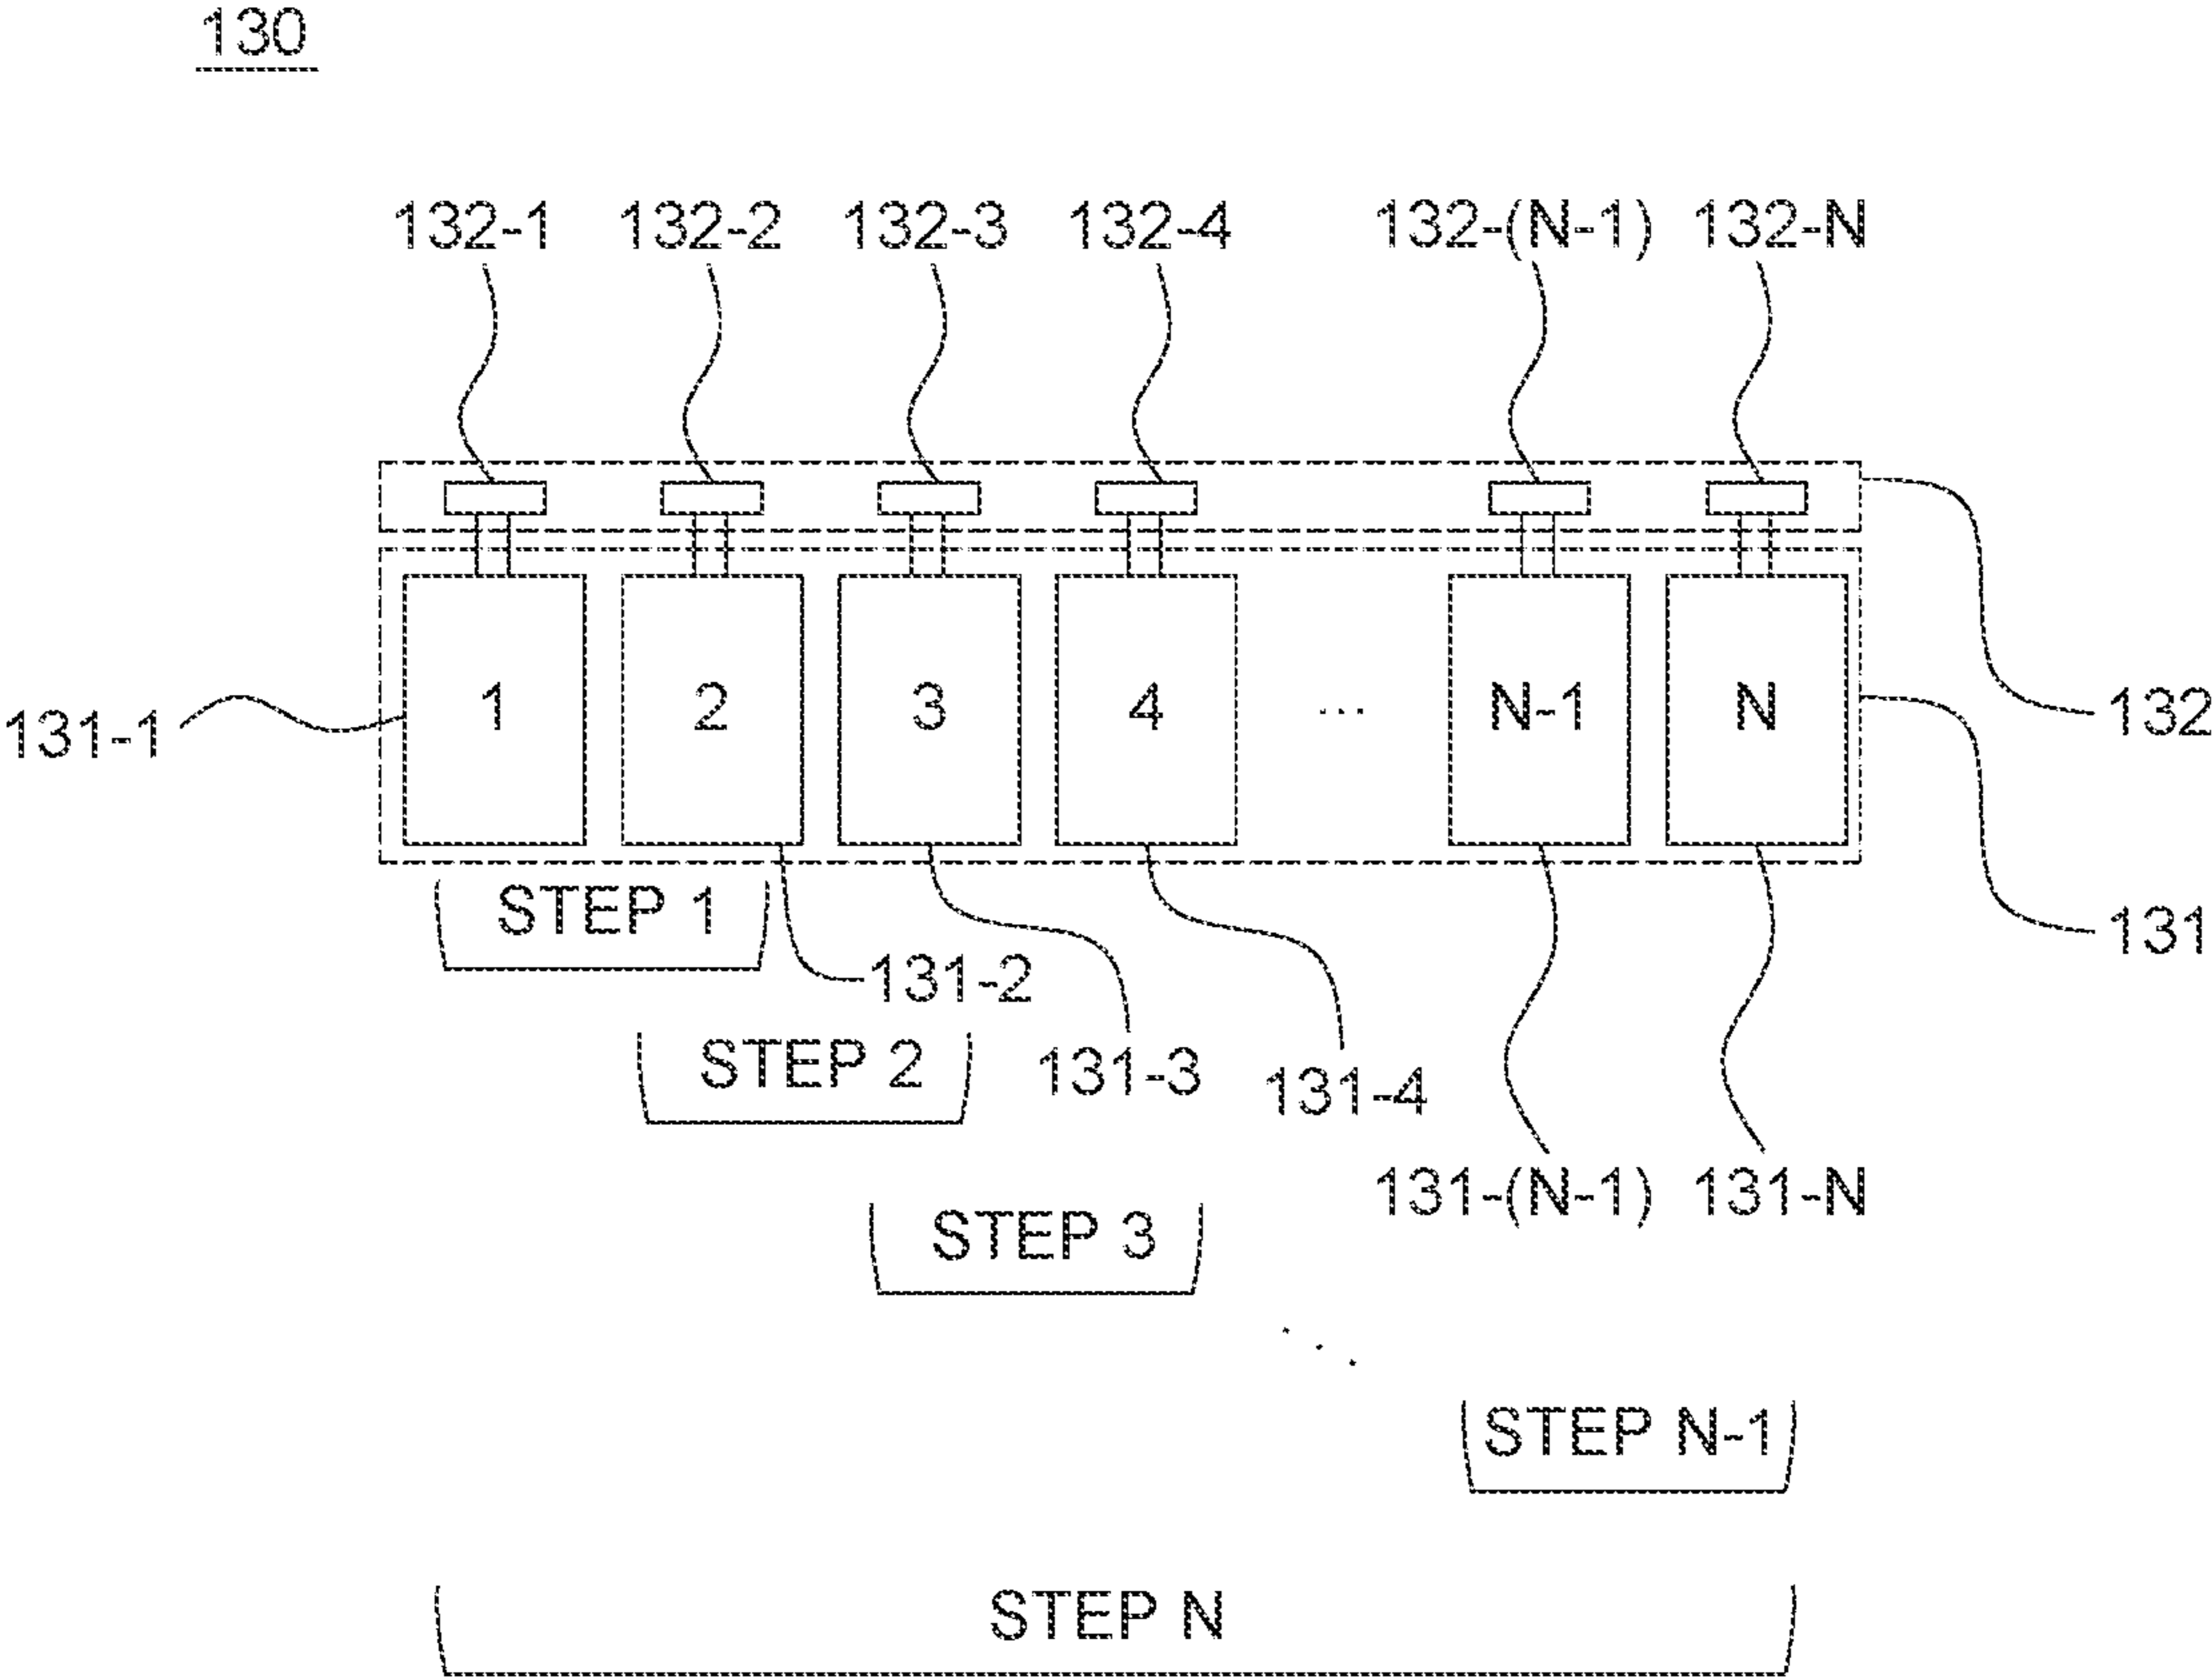 130
132-1 132-2 132-3 132-4 132-(N-1) 132-N
131-1 1 2 3 4 ... N-1 N 132
STEP 1 131
131-2
STEP 2 131-3 131-4
131-(N-1) 131-N
STEP 3
...
STEP N-1
STEP N